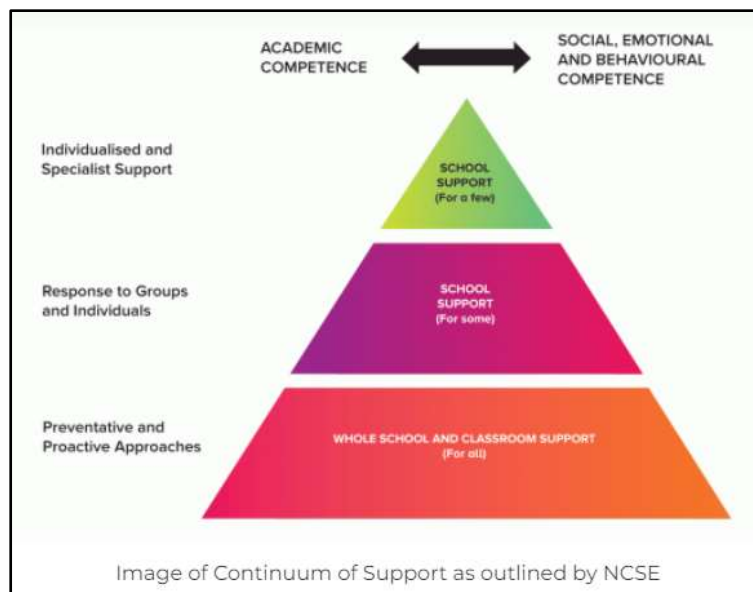 ACADEMIC
COMPETENCE
SOCIAL, EMOTIONAL
AND BEHAVIOURAL
COMPETENCE
Individualised and
Specialist Support
SCHOOL
SUPPORT
(For a few)
Response to Groups
and Individuals
SCHOOL
SUPPORT
(For some)
Preventative and
Proactive Approaches
WHOLE SCHOOL AND CLASSROOM SUPPORT
(For all)
Image of Continuum of Support as outlined by NCSE